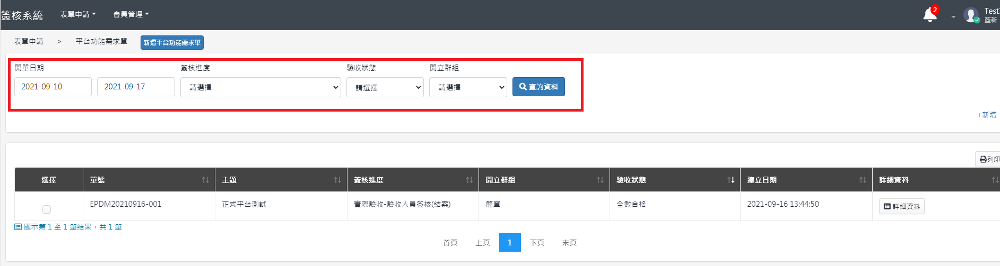 簽核系統 表單申請 會員管理 2 Test
藍新
表單申請 > 平台功能需求單 新增平台功能需求單
開單日期 簽核進度 驗收狀態 開立群組
2021-09-10 2021-09-17 請選擇 請選擇 請選擇 查詢資料
+新增
列印
選擇 單號 主題 簽核進度 開立群組 驗收狀態 建立日期 詳細資料
EPDM20210916-001 正式平台測試 實際驗收-驗收人員簽核(結案) 簡單 全數合格 2021-09-16 13:44:50 詳細資料
顯示第 1 至 1 筆結果，共 1 筆
首頁 上頁 1 下頁 末頁